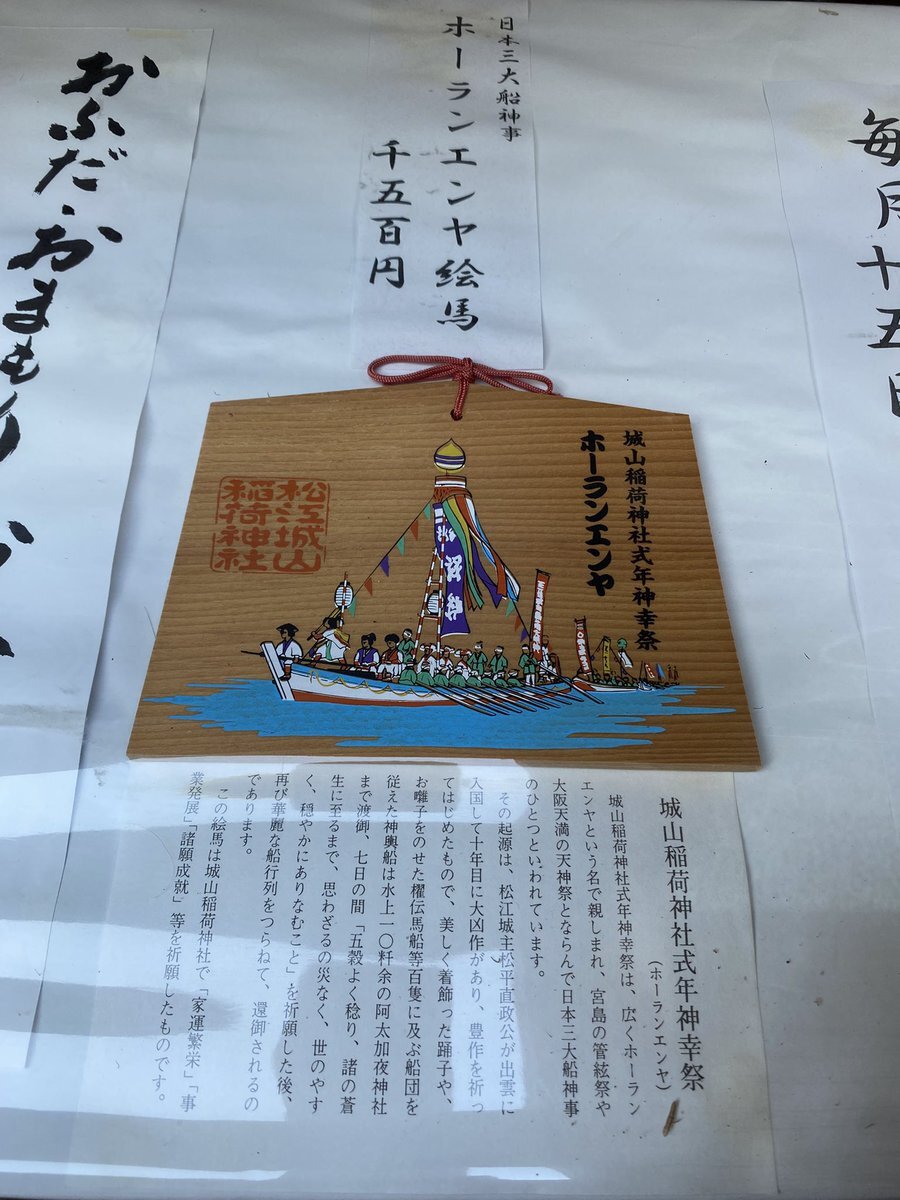 毎月十五日
日本三大船神事
ホーランエンヤ絵馬
千五百円
おふだ・おまもり
城山稲荷神社式年神幸祭
ホーランエンヤ
松江城山
稲荷神社
城山稲荷神社式年神幸祭
（ホーランエンヤ）
城山稲荷神社式年神幸祭は、広くホーラン
エンヤという名で親しまれ、宮島の管絃祭や
大阪天満の天神祭とならんで日本三大船神事
のひとつといわれています。
その起源は、松江城主松平直政公が出雲に
入国して十年目に大凶作があり、豊作を祈っ
てはじめたもので、美しく着飾った踊子や、
お囃子をのせた櫂伝馬船等百隻に及ぶ船団を
従えた神輿船は水上一〇粁余の阿太加夜神社
まで渡御、七日の間「五穀よく稔り、諸の蒼
生に至るまで、思わざるの災なく、世のやす
く、穏やかにありなむこと」を祈願した後、
再び華麗な船行列をつらねて、還御されるの
であります。
この絵馬は城山稲荷神社で「家運繁栄」「事
業発展」「諸願成就」等を祈願したものです。